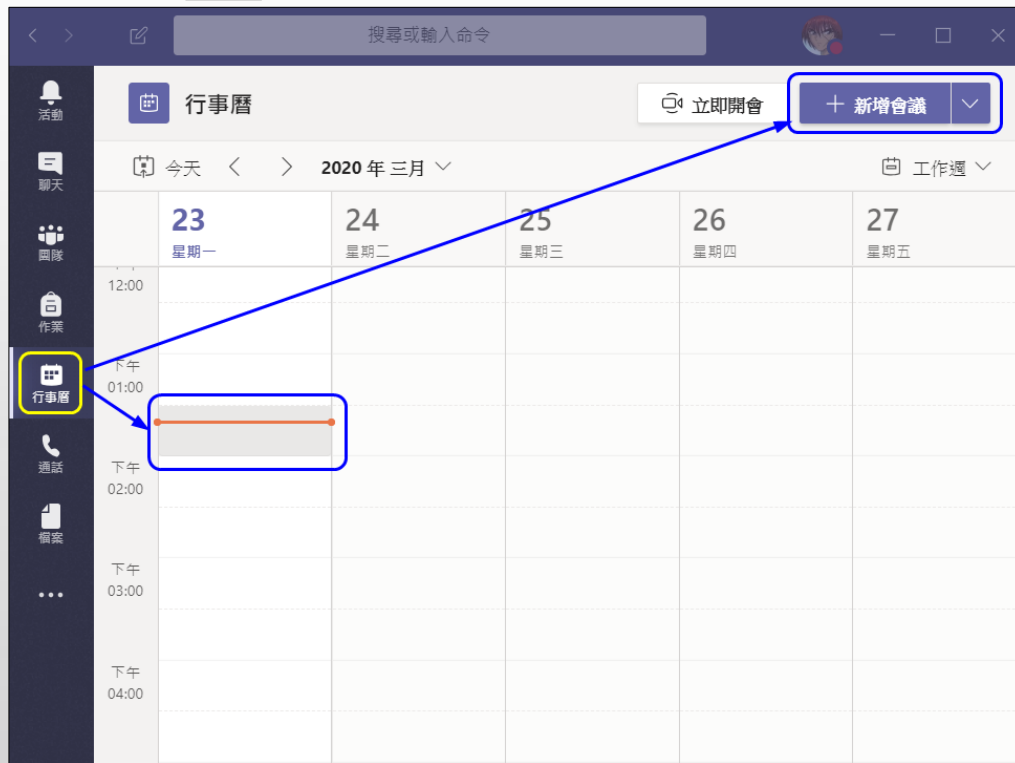 搜尋或輸入命令
活動
行事曆
立即開會
新增會議
聊天
今天
2020 年 三月
工作週
團隊
23
24
25
26
27
星期一
星期二
星期三
星期四
星期五
12:00
作業
行事曆
下午
01:00
通話
下午
02:00
檔案
下午
03:00
下午
04:00